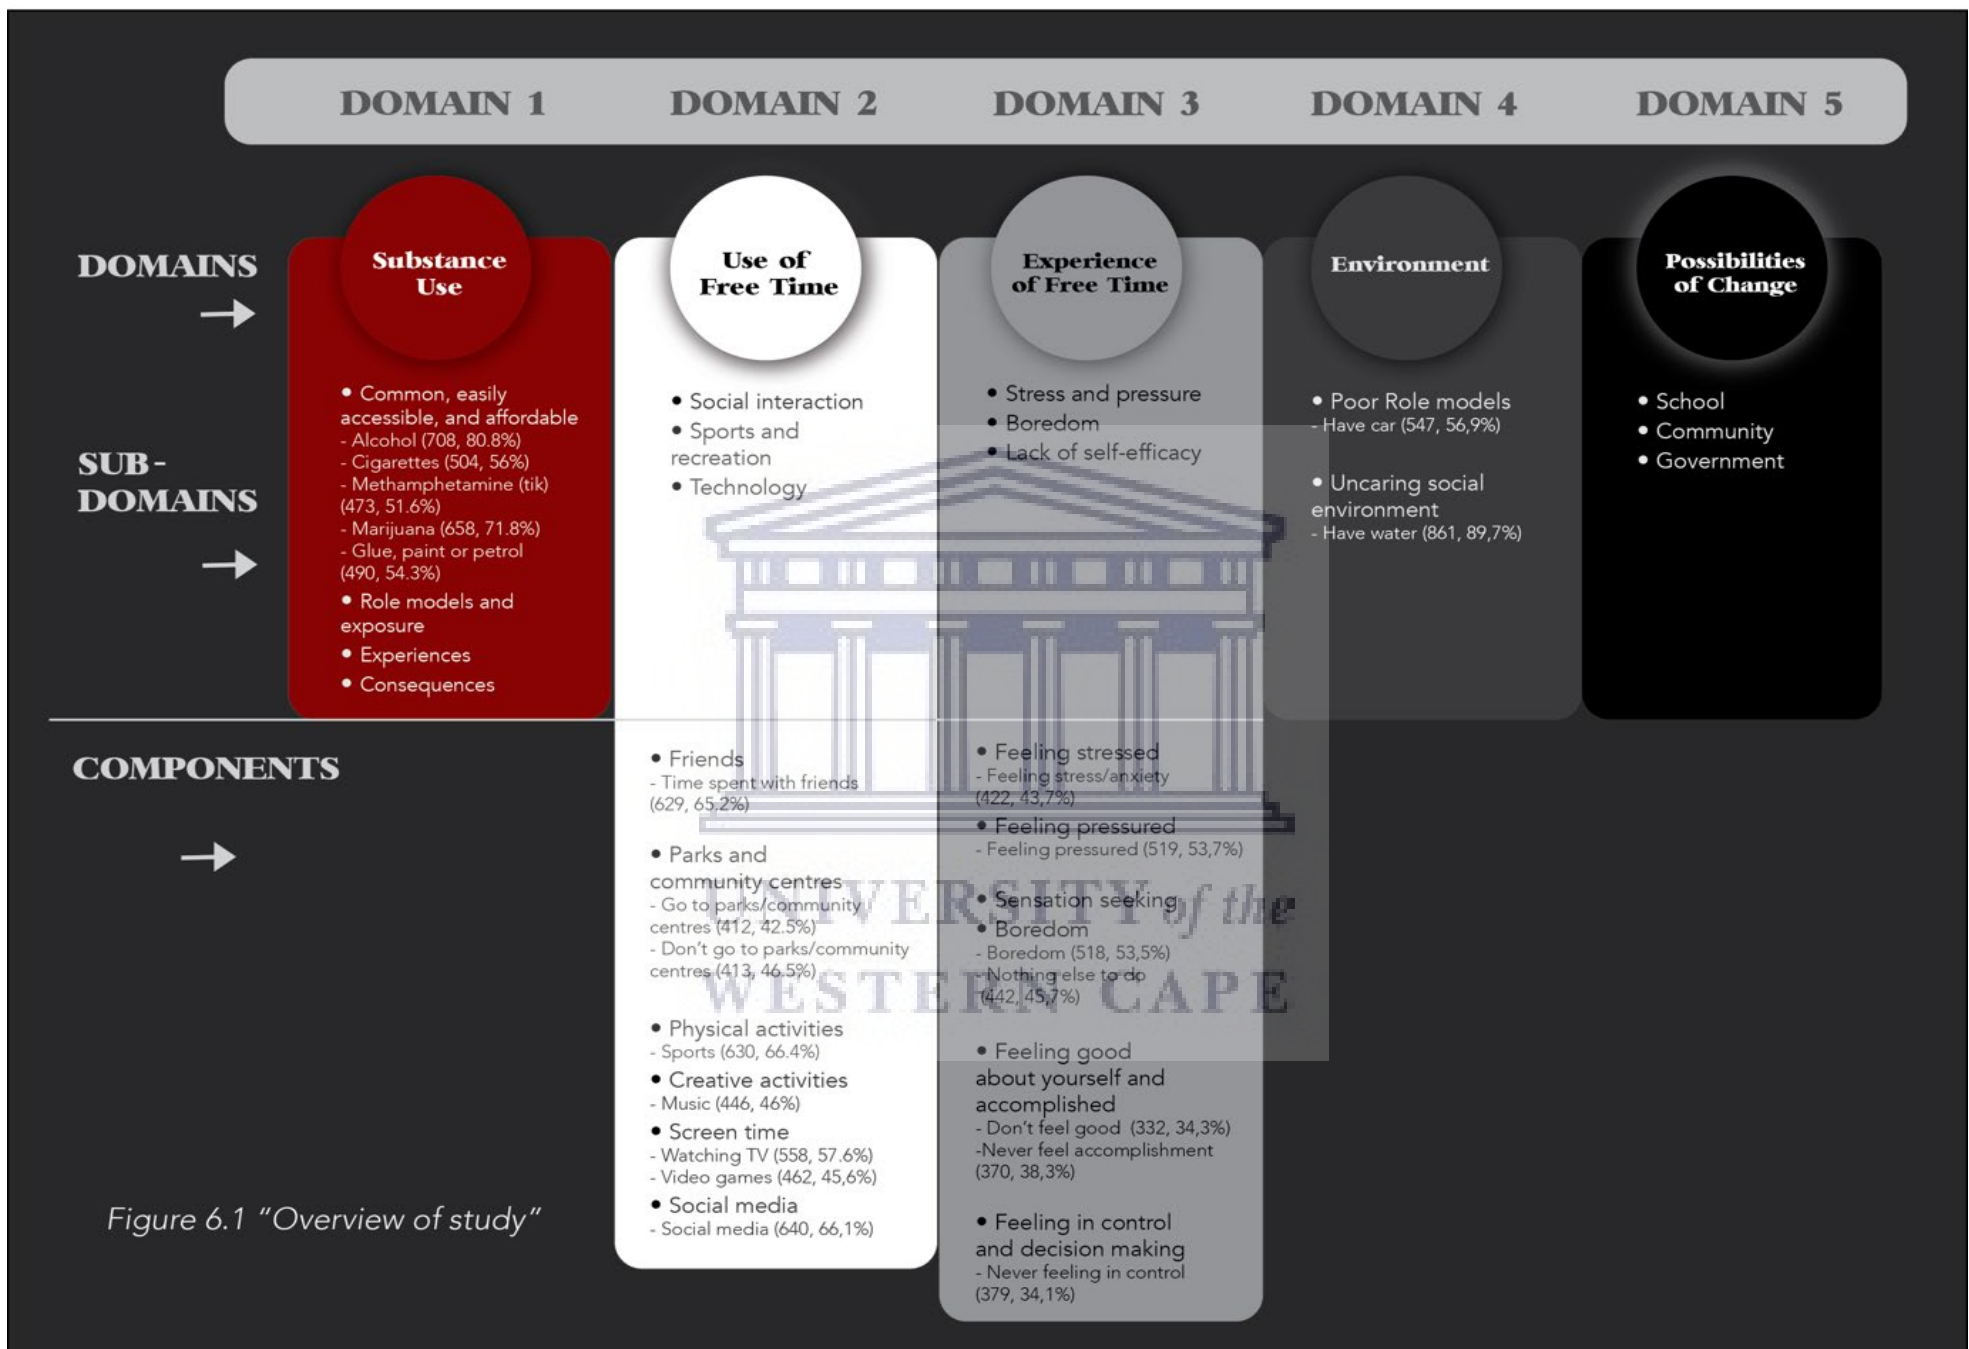 DOMAIN 1 DOMAIN 2 DOMAIN 3 DOMAIN 4 DOMAIN 5
DOMAINS
Substance
Use
Use of
Free Time
Experience
of Free Time
Environment
Possibilities
of Change
SUB-
DOMAINS
• Common, easily
accessible, and affordable
- Alcohol (708, 80.8%)
- Cigarettes (504, 56%)
- Methamphetamine (tik)
(473, 51.6%)
- Marijuana (658, 71.8%)
- Glue, paint or petrol
(490, 54.3%)
• Role models and
exposure
• Experiences
• Consequences
• Social interaction
• Sports and
recreation
• Technology
• Stress and pressure
• Boredom
• Lack of self-efficacy
• Poor Role models
- Have car (547, 56,9%)
• Uncaring social
environment
- Have water (861, 89,7%)
• School
• Community
• Government
COMPONENTS
• Friends
- Time spent with friends
(629, 65.2%)
• Parks and
community centres
- Go to parks/community
centres (412, 42.5%)
- Don't go to parks/community
centres (413, 46.5%)
• Physical activities
- Sports (630, 66.4%)
• Creative activities
- Music (446, 46%)
• Screen time
- Watching TV (558, 57.6%)
- Video games (462, 45,6%)
• Social media
- Social media (640, 66,1%)
• Feeling stressed
- Feeling stress/anxiety
(422, 43,7%)
• Feeling pressured
- Feeling pressured (519, 53,7%)
• Sensation seeking
• Boredom
- Boredom (518, 53,5%)
- Nothing else to do
(442, 45,7%)
• Feeling good
about yourself and
accomplished
- Don't feel good (332, 34,3%)
-Never feel accomplishment
(370, 38,3%)
• Feeling in control
and decision making
- Never feeling in control
(379, 34,1%)
UNIVERSITY of the
WESTERN CAPE
Figure 6.1 "Overview of study"